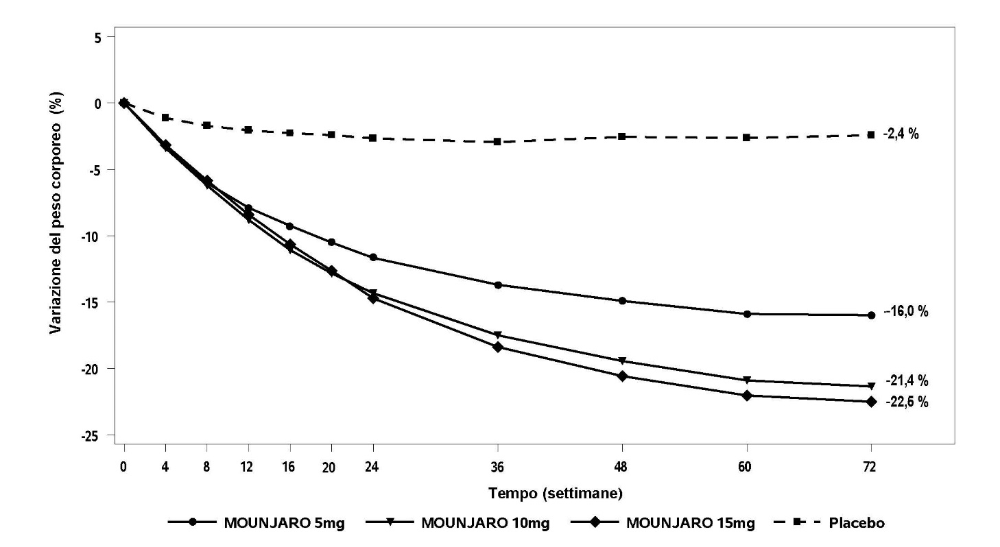 5
0
-5
-10
-15
-20
-25
Variazione del peso corporeo (%)
-2,4 %
-16,0 %
-21,4 %
-22,5 %
0 4 8 12 16 20 24 36 48 60 72
Tempo (settimane)
MOUNJARO 5mg MOUNJARO 10mg MOUNJARO 15mg Placebo